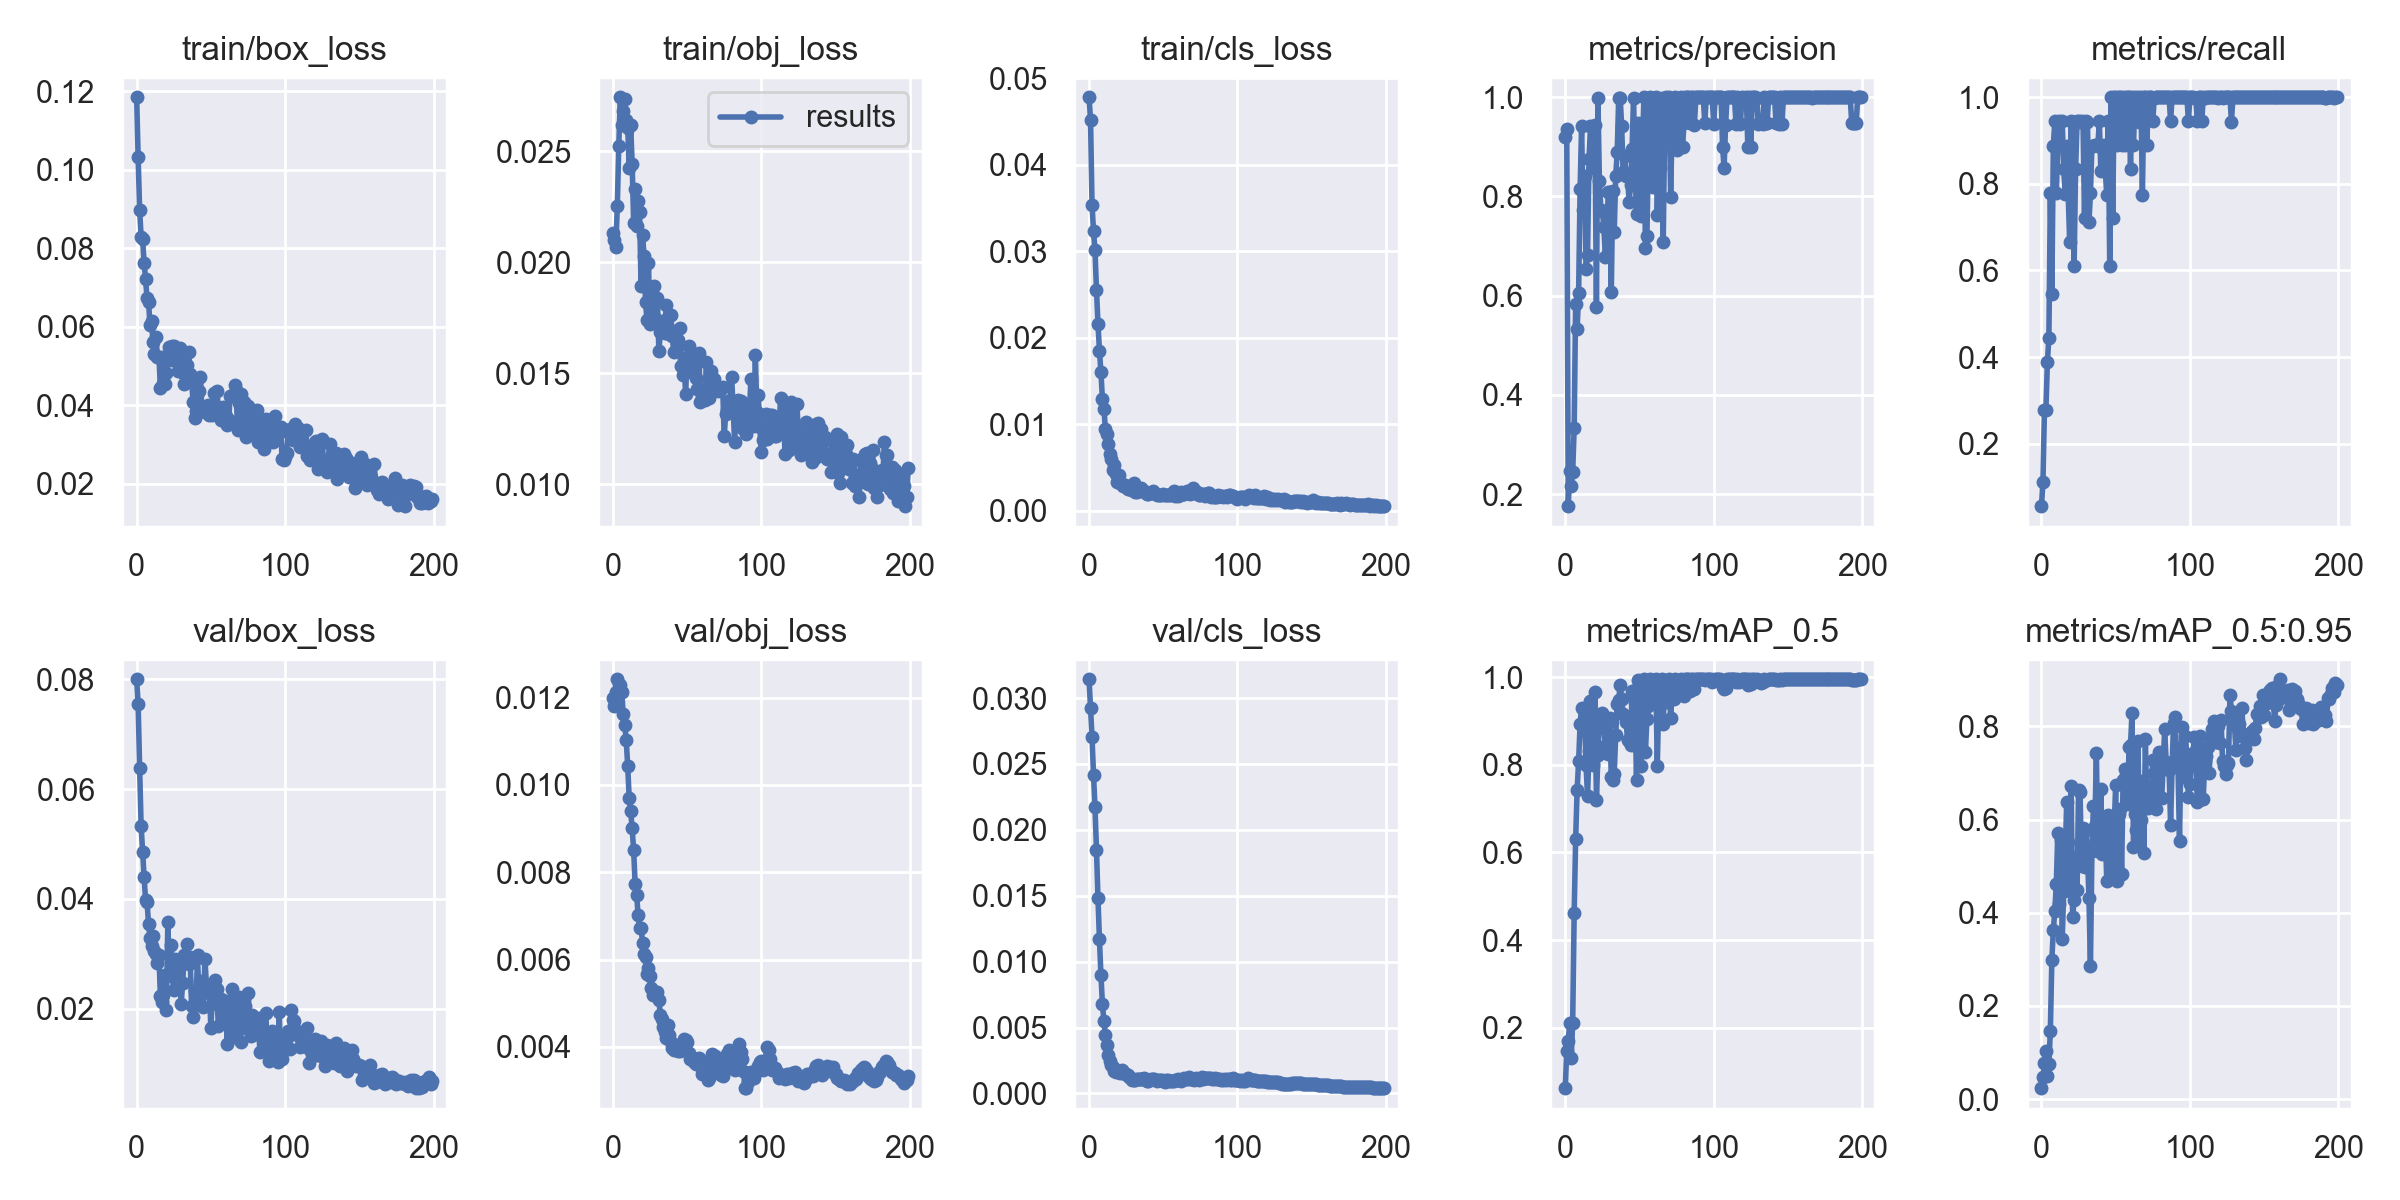 train/box_loss train/obj_loss train/cls_loss metrics/precision metrics/recall
0.12 0.10 0.08 0.06 0.04 0.02
0 100 200
results
0.025 0.020 0.015 0.010
0 100 200
0.05 0.04 0.03 0.02 0.01 0.00
0 100 200
1.0 0.8 0.6 0.4 0.2
0 100 200
1.0 0.8 0.6 0.4 0.2
0 100 200
val/box_loss val/obj_loss val/cls_loss metrics/mAP_0.5 metrics/mAP_0.5:0.95
0.08 0.06 0.04 0.02
0 100 200
0.012 0.010 0.008 0.006 0.004
0 100 200
0.030 0.025 0.020 0.015 0.010 0.005 0.000
0 100 200
1.0 0.8 0.6 0.4 0.2
0 100 200
0.8 0.6 0.4 0.2 0.0
0 100 200